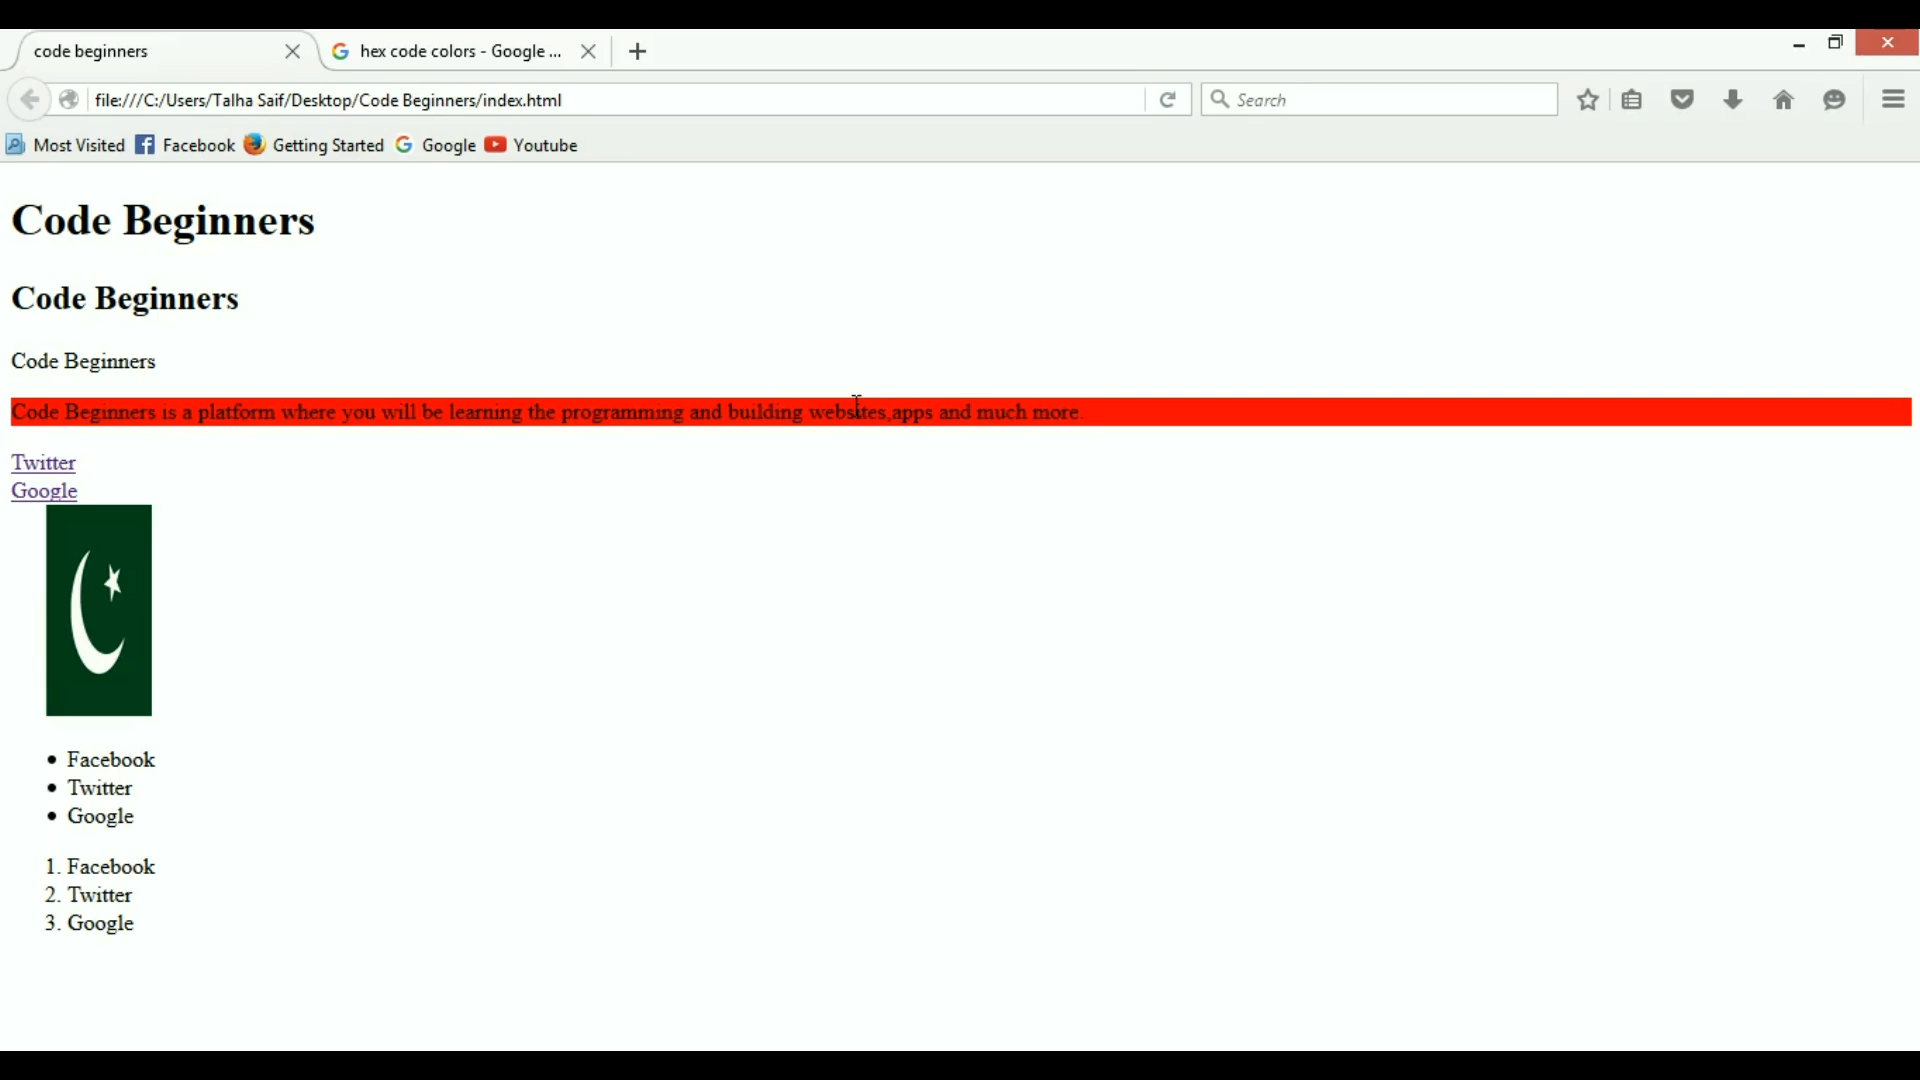 code beginners
hex code colors - Google ...
file:///C:/Users/Talha Saif/Desktop/Code Beginners/index.html
Search
Most Visited Facebook Getting Started Google Youtube
Code Beginners
Code Beginners
Code Beginners
Code Beginners is a platform where you will be learning the programming and building websites,apps and much more.
Twitter
Google
• Facebook
• Twitter
• Google
1. Facebook
2. Twitter
3. Google